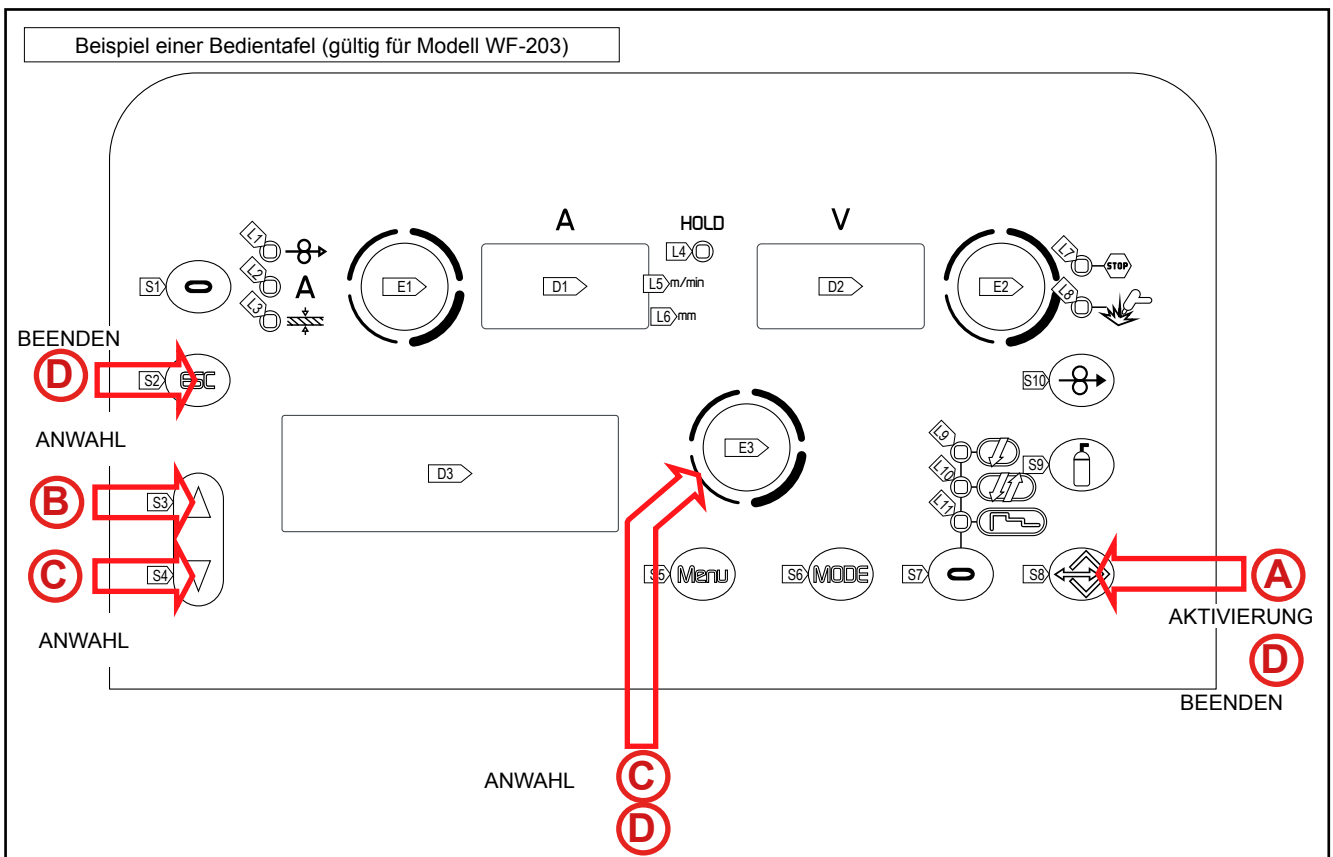 Beispiel einer Bedientafel (gültig für Modell WF-203)
A
HOLD
V
L1
L2
A
L3
S1
E1
D1
L4
L5 m/min
L6 mm
D2
E2
L7
STOP
L8
BEENDEN
D
S2 ESC
S10
ANWAHL
B
S3
D3
E3
L9
L10
L11
S9
C
S4
S5 Menu
S6 MODE
S7
S8
A
AKTIVIERUNG
ANWAHL
D
BEENDEN
ANWAHL
C
D